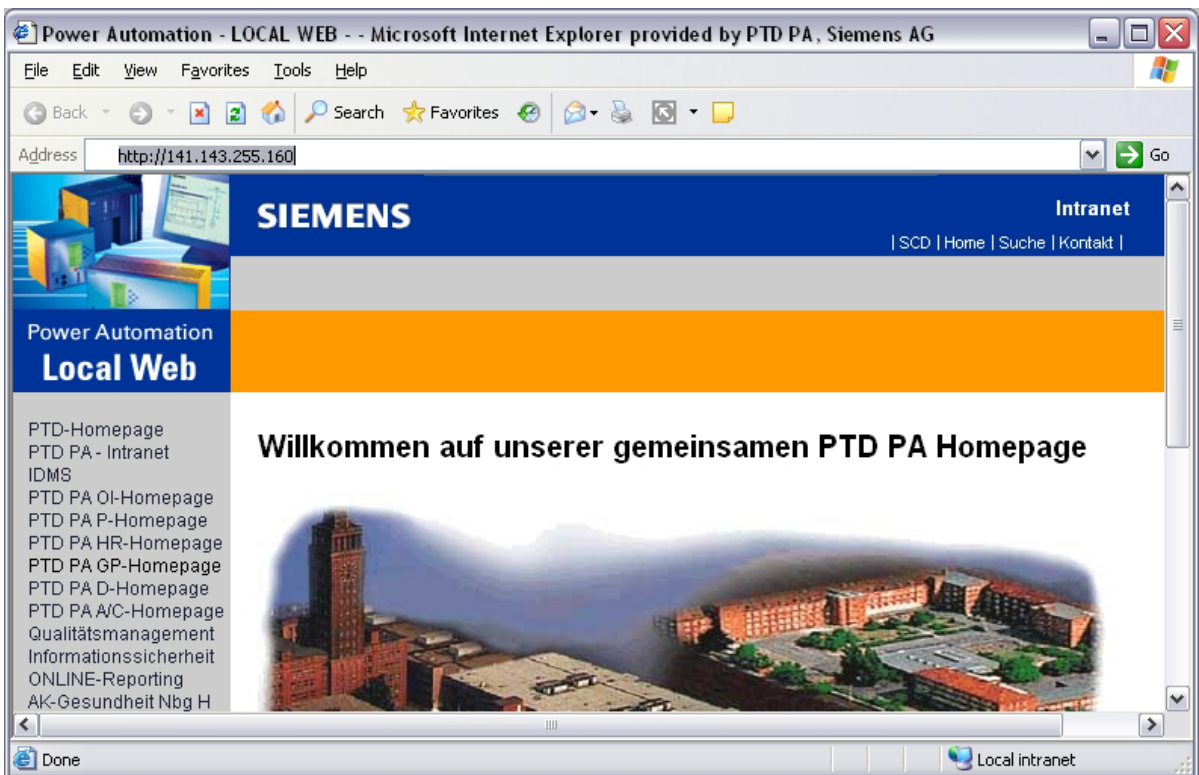 Power Automation - LOCAL WEB - - Microsoft Internet Explorer provided by PTD PA, Siemens AG
File Edit View Favorites Tools Help
Back Search Favorites
Address http://141.143.255.160 Go
SIEMENS
Intranet
| SCD | Home | Suche | Kontakt |
Power Automation
Local Web
PTD-Homepage
PTD PA - Intranet
IDMS
PTD PA OI-Homepage
PTD PA P-Homepage
PTD PA HR-Homepage
PTD PA GP-Homepage
PTD PA D-Homepage
PTD PA A/C-Homepage
Qualitätsmanagement
Informationssicherheit
ONLINE-Reporting
AK-Gesundheit Nbg H
Willkommen auf unserer gemeinsamen PTD PA Homepage
Done Local intranet